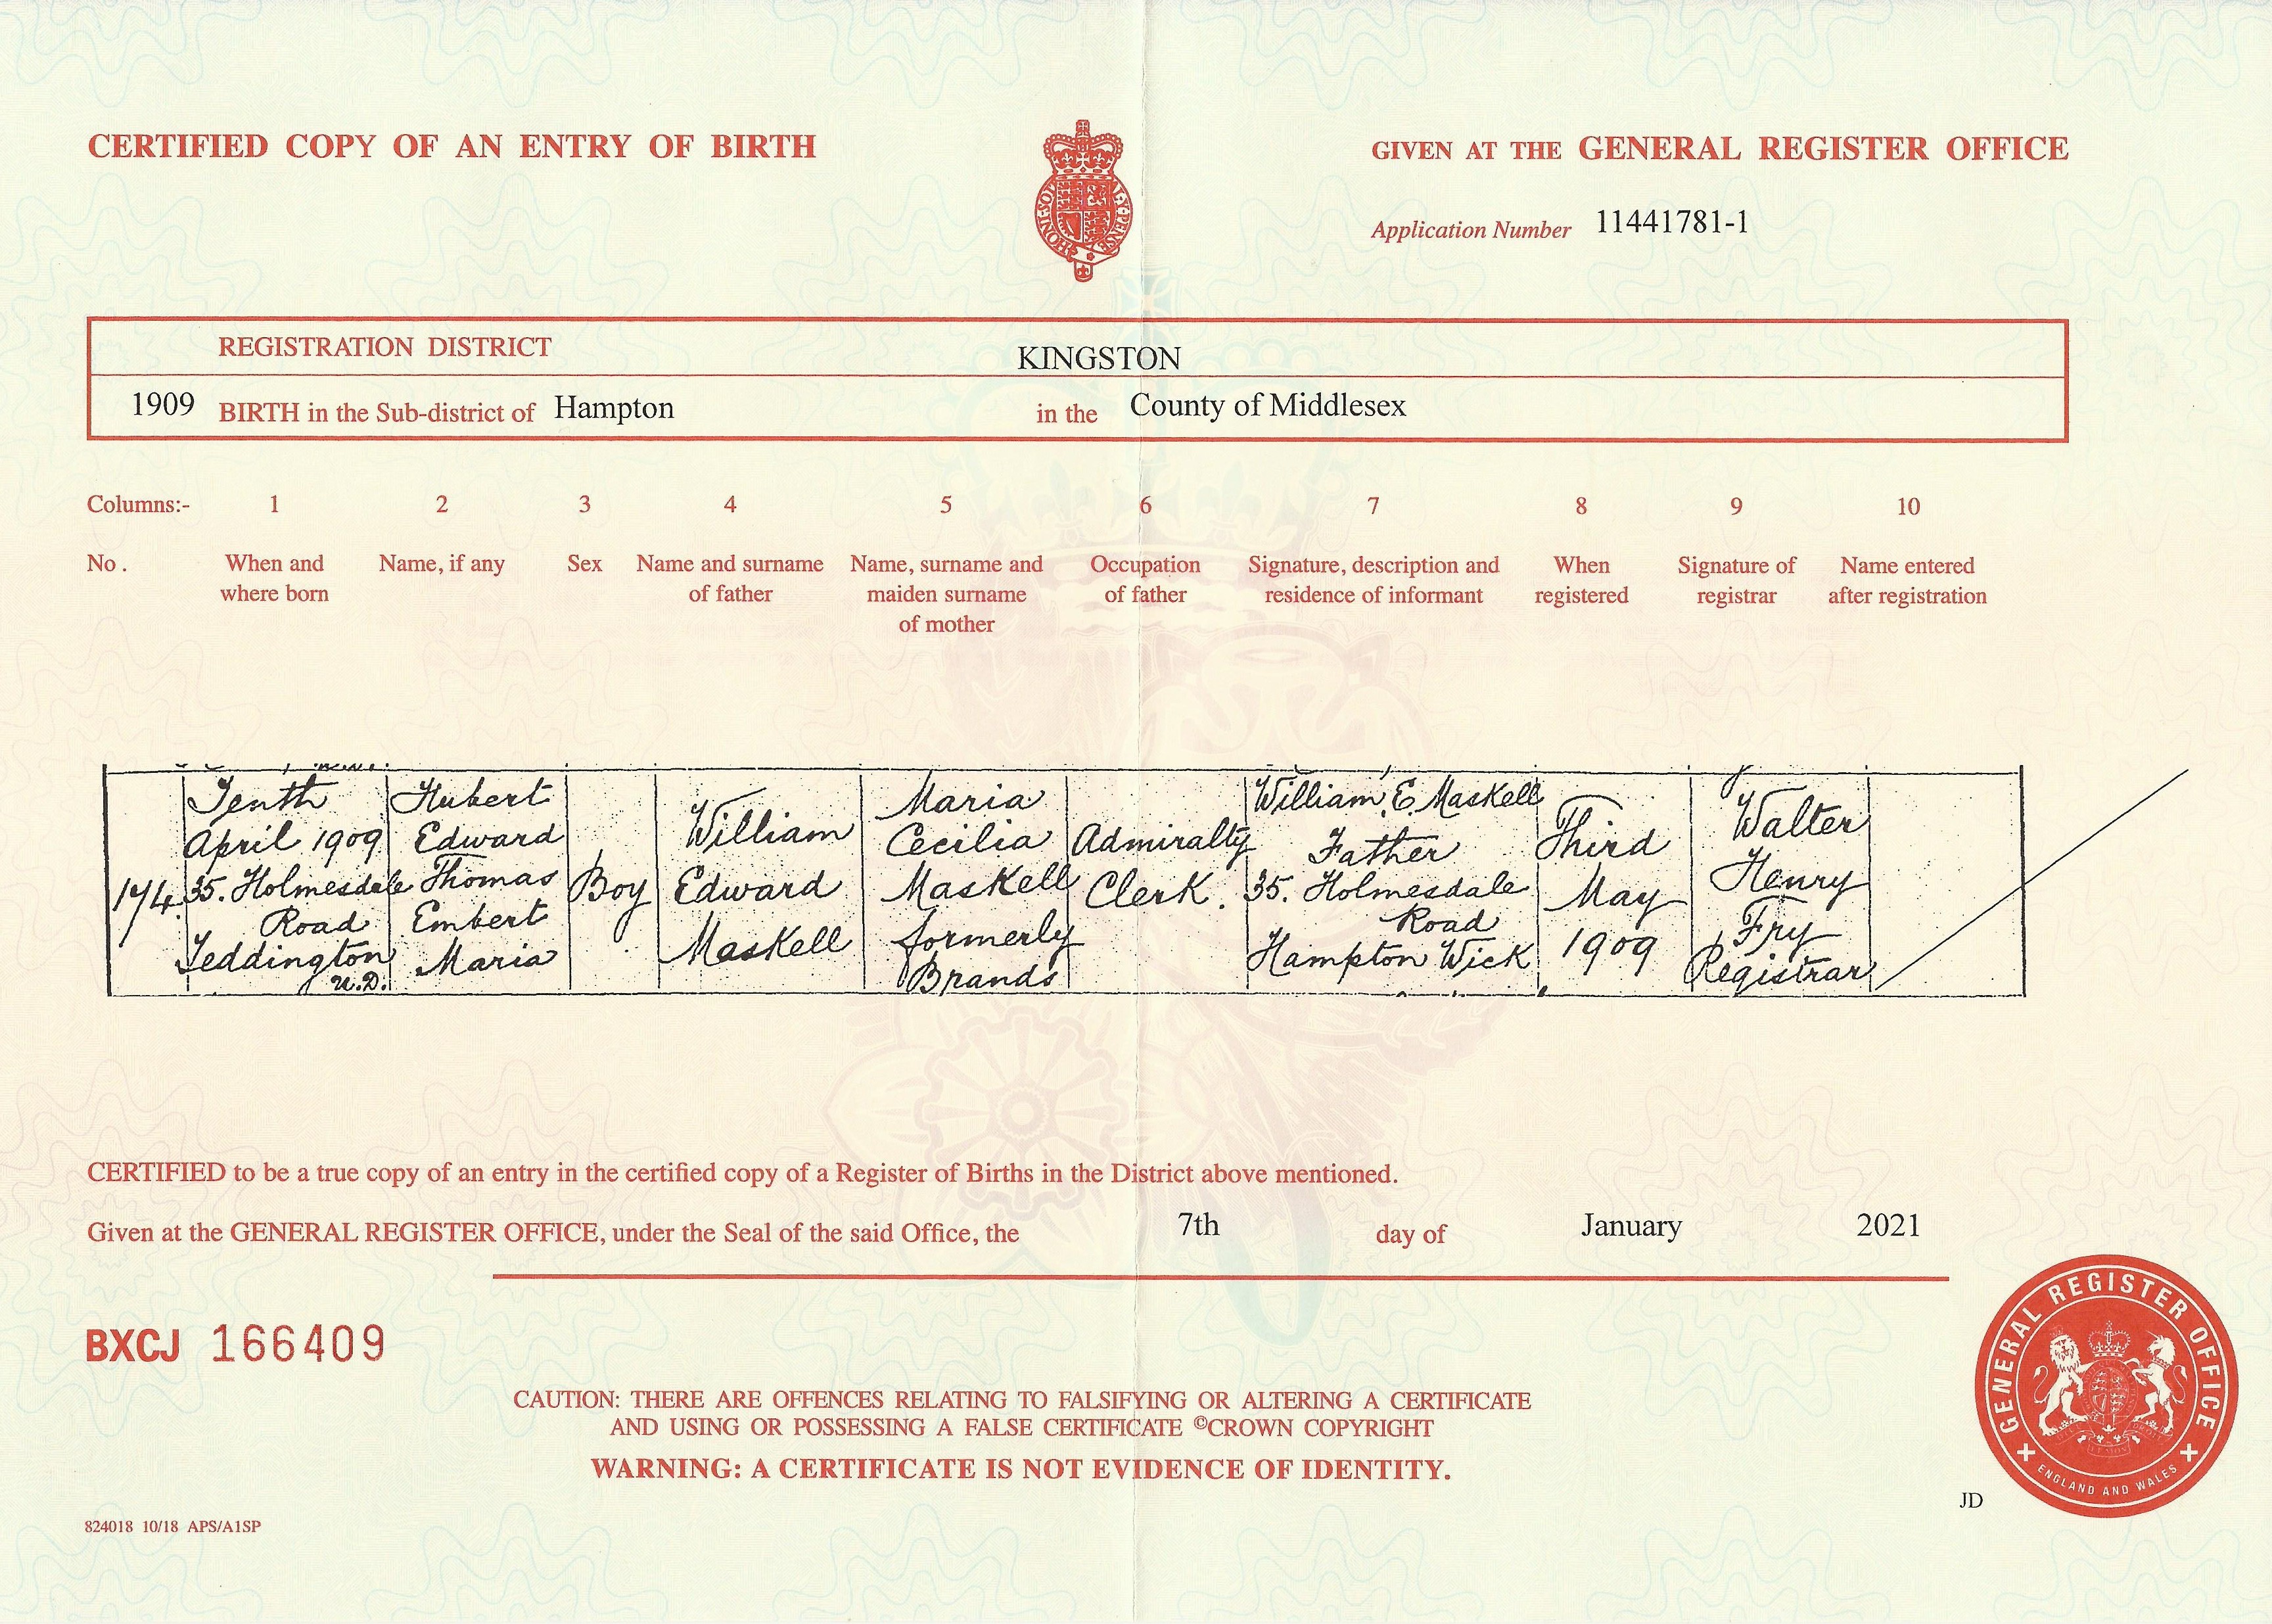 CERTIFIED COPY OF AN ENTRY OF BIRTH
GIVEN AT THE GENERAL REGISTER OFFICE
Application Number 11441781-1
REGISTRATION DISTRICT KINGSTON
1909 BIRTH in the Sub-district of Hampton in the County of Middlesex
Columns:- 1 2 3 4 5 6 7 8 9 10
No. When and where born
Name, if any
Sex
Name and surname of father
Name, surname and maiden surname of mother
Occupation of father
Signature, description and residence of informant
When registered
Signature of registrar
Name entered after registration
174
Tenth
April 1909
35. Holmesdale
Road
Teddington
U.D.
Hubert
Edward
Thomas
Embert
Maria
Boy
William
Edward
Maskell
Maria
Cecilia
Maskell
formerly
Brands
Admiralty
Clerk.
William E. Maskell
Father
35. Holmesdale
Road
Hampton Wick
Third
May
1909
Walter
Henry
Fry
Registrar
CERTIFIED to be a true copy of an entry in the certified copy of a Register of Births in the District above mentioned.
Given at the GENERAL REGISTER OFFICE, under the Seal of the said Office, the 7th day of January 2021
BXCJ 166409
CAUTION: THERE ARE OFFENCES RELATING TO FALSIFYING OR ALTERING A CERTIFICATE
AND USING OR POSSESSING A FALSE CERTIFICATE ©CROWN COPYRIGHT
WARNING: A CERTIFICATE IS NOT EVIDENCE OF IDENTITY.
GENERAL REGISTER OFFICE
ENGLAND AND WALES
JD
824018 10/18 APS/A1SP